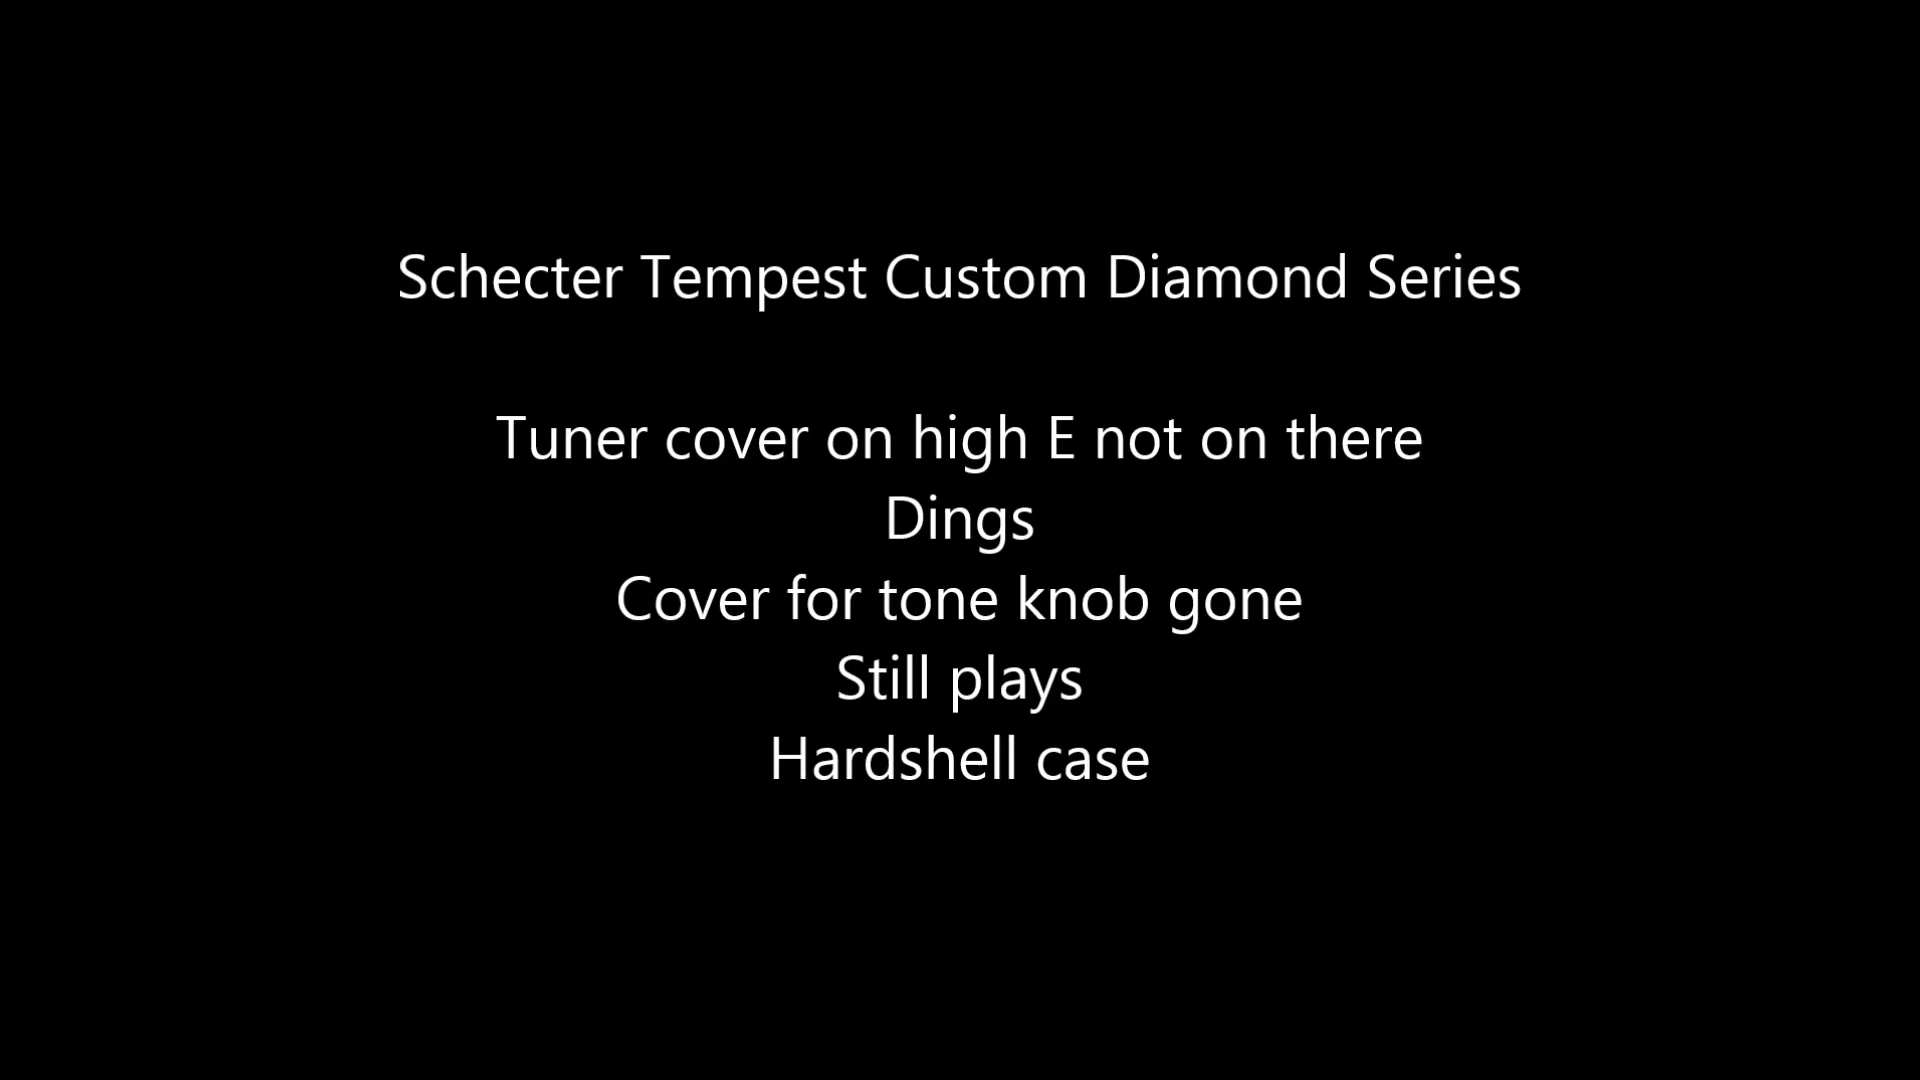 Schecter Tempest Custom Diamond Series
Tuner cover on high E not on there
Dings
Cover for tone knob gone
Still plays
Hardshell case